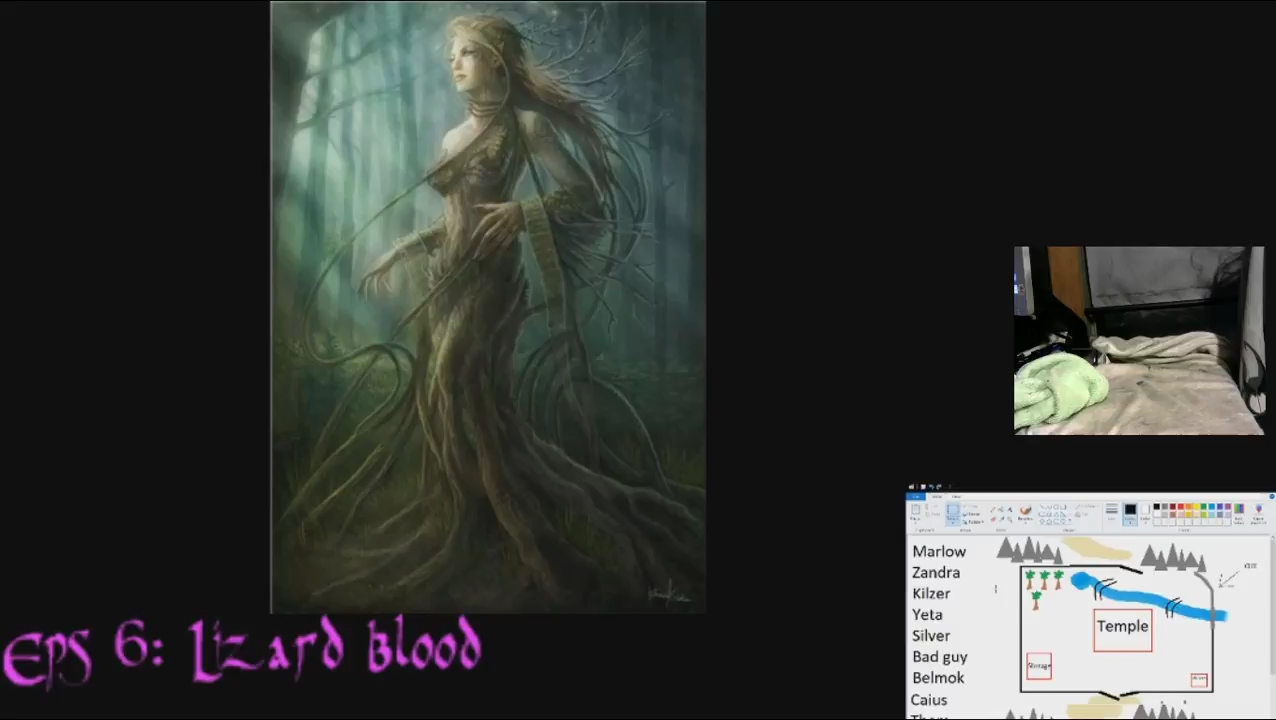 Eps 6: Lizard Blood
Marlow
Zandra
Kilzer
Yeta
Silver
Bad guy
Belmok
Caius
Temple